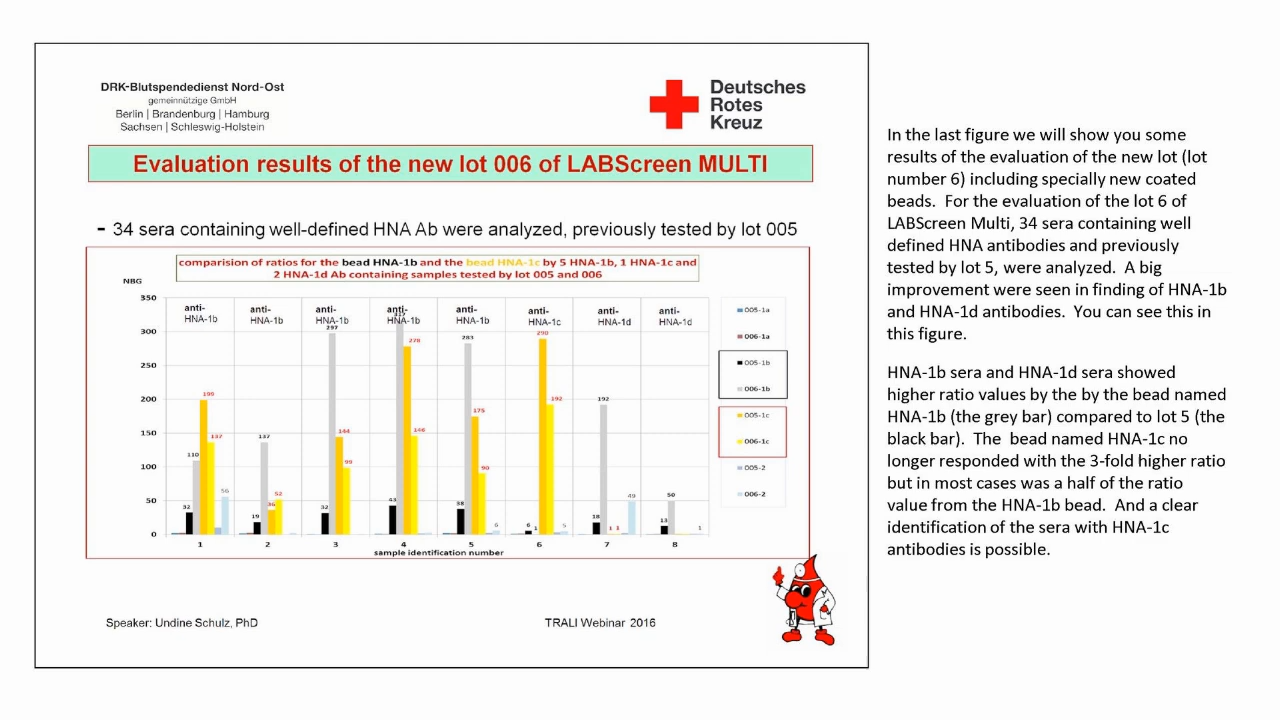 DRK-Blutspendedienst Nord-Ost
gemeinnützige GmbH
Berlin | Brandenburg | Hamburg
Sachsen | Schleswig-Holstein
Deutsches
Rotes
Kreuz
Evaluation results of the new lot 006 of LABScreen MULTI
- 34 sera containing well-defined HNA Ab were analyzed, previously tested by lot 005
comparision of ratios for the bead HNA-1b and the bead HNA-1c by 5 HNA-1b, 1 HNA-1c and
2 HNA-1d Ab containing samples tested by lot 005 and 006
NBG
350
300
250
200
150
100
50
0
anti-
HNA-1b
anti-
HNA-1b
anti-
HNA-1b
anti-
HNA-1b
anti-
HNA-1b
anti-
HNA-1c
anti-
HNA-1d
anti-
HNA-1d
32
110
199
137
56
19
137
36
52
32
297
144
99
43
278
146
38
283
175
90
6
6
1
290
192
5
18
192
1
1
49
13
50
1
1
2
3
4
5
6
7
8
sample identification number
005-1a
006-1a
005-1b
006-1b
005-1c
006-1c
005-2
006-2
Speaker: Undine Schulz, PhD
TRALI Webinar 2016
In the last figure we will show you some
results of the evaluation of the new lot (lot
number 6) including specially new coated
beads.  For the evaluation of the lot 6 of
LABScreen Multi, 34 sera containing well
defined HNA antibodies and previously
tested by lot 5, were analyzed.  A big
improvement were seen in finding of HNA-1b
and HNA-1d antibodies.  You can see this in
this figure.
HNA-1b sera and HNA-1d sera showed
higher ratio values by the by the bead named
HNA-1b (the grey bar) compared to lot 5 (the
black bar).  The  bead named HNA-1c no
longer responded with the 3-fold higher ratio
but in most cases was a half of the ratio
value from the HNA-1b bead.  And a clear
identification of the sera with HNA-1c
antibodies is possible.